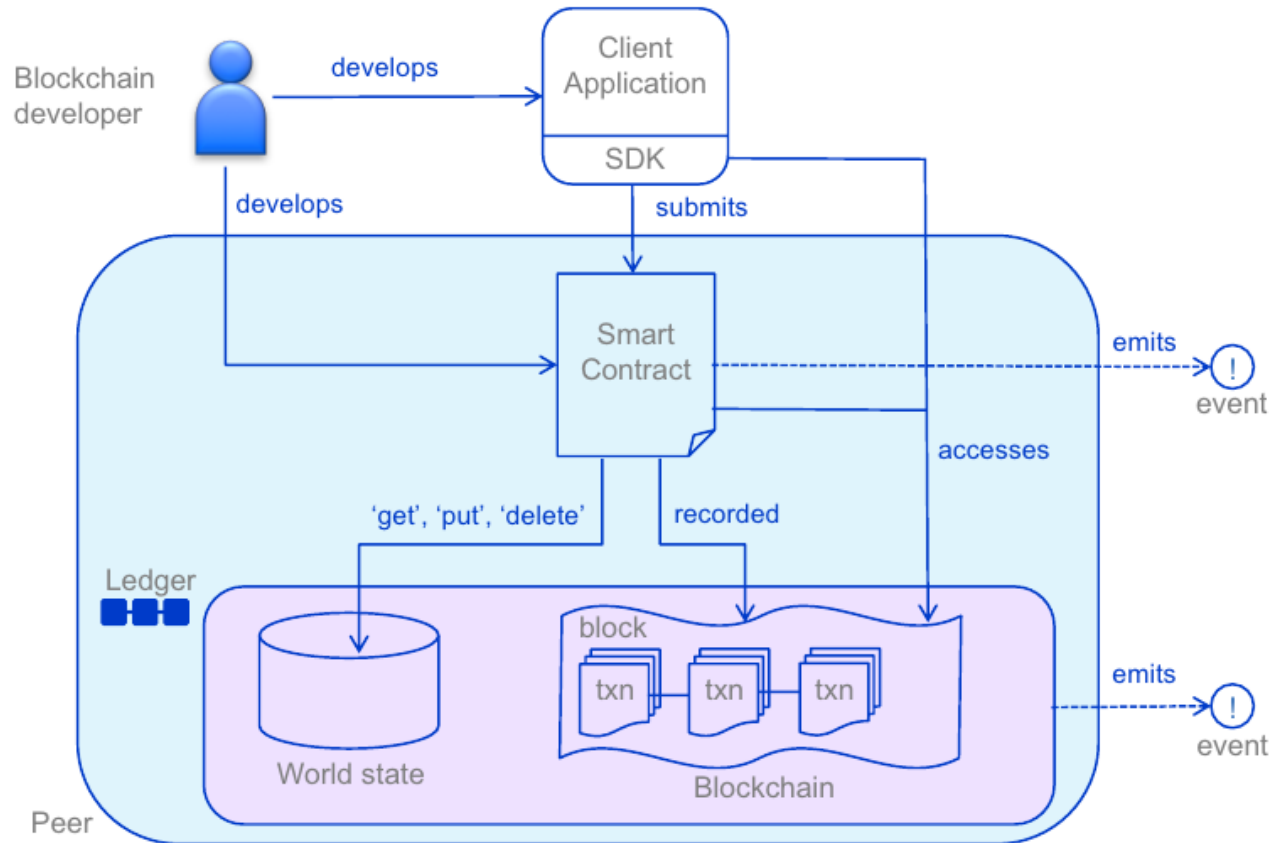 Blockchain
developer
develops
Client
Application
SDK
develops
submits
Smart
Contract
emits
!
event
accesses
‘get’, ‘put’, ‘delete’
recorded
Ledger
block
txn
txn
txn
emits
!
event
World state
Blockchain
Peer